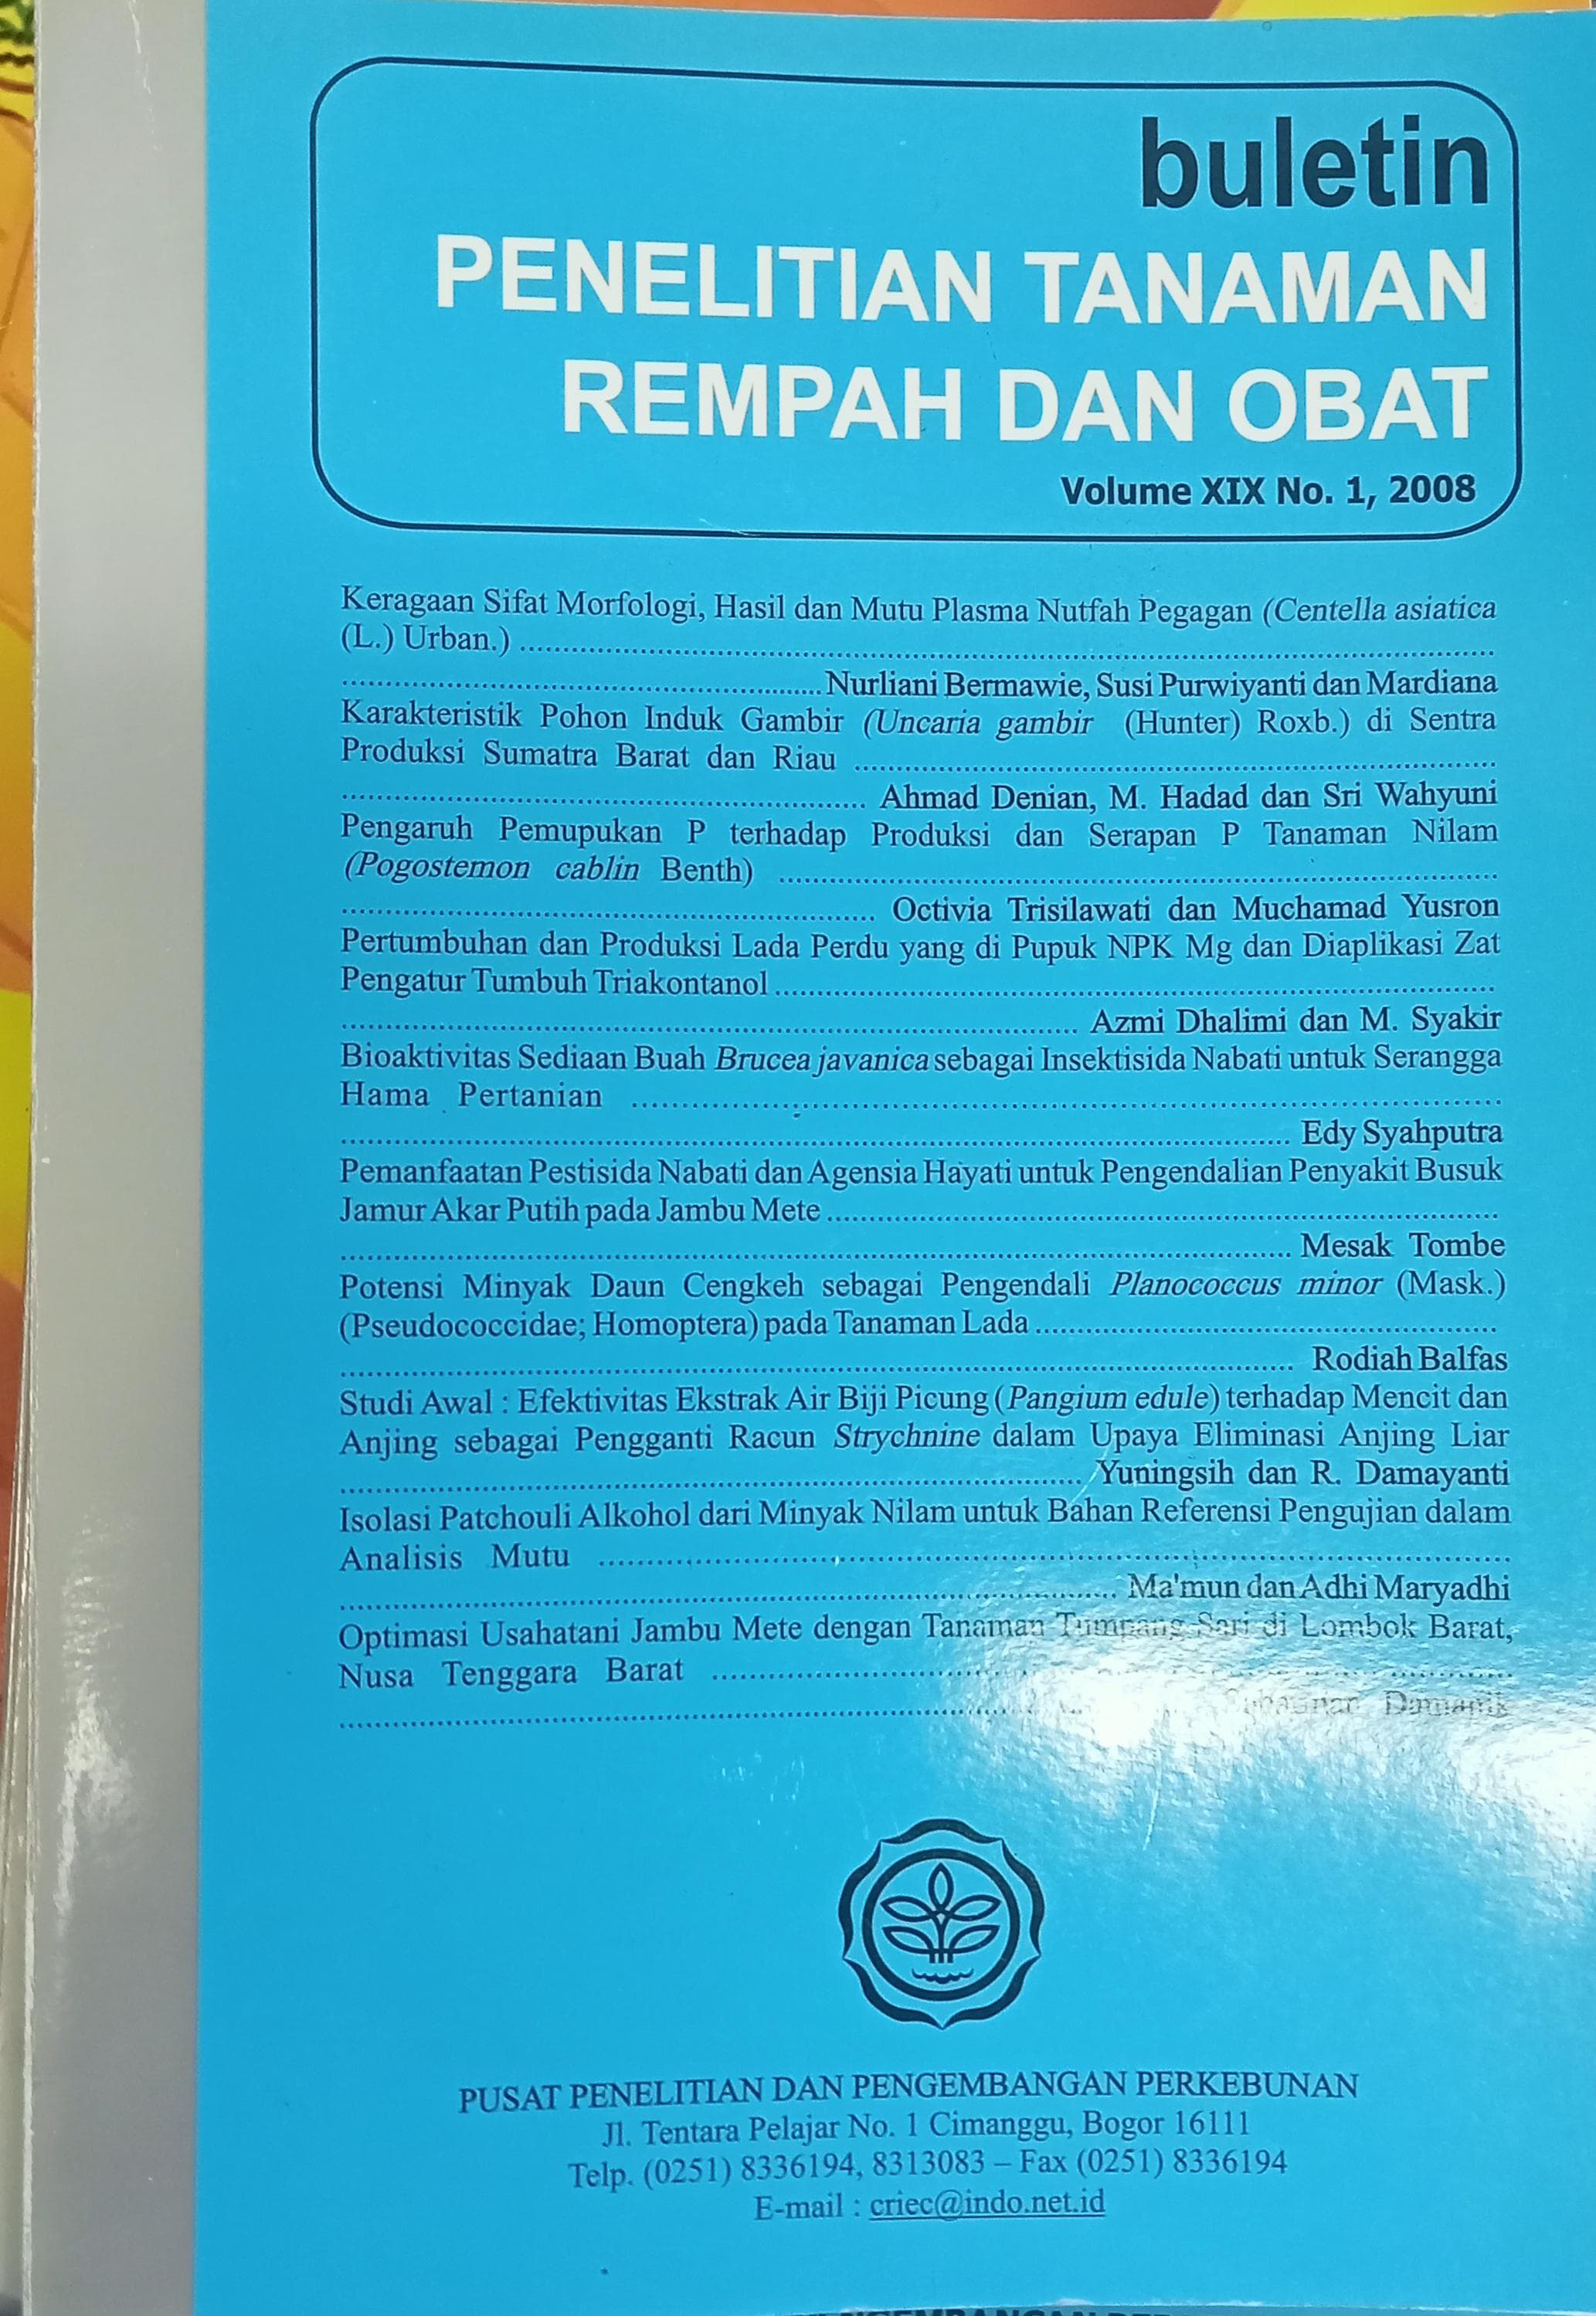 buletin
PENELITIAN TANAMAN
REMPAH DAN OBAT
Volume XIX No. 1, 2008
Keragaan Sifat Morfologi, Hasil dan Mutu Plasma Nutfah Pegagan (Centella asiatica
(L.) Urban.) ..........
.......... Nurliani Bermawie, Susi Purwiyanti dan Mardiana
Karakteristik Pohon Induk Gambir (Uncaria gambir (Hunter) Roxb.) di Sentra
Produksi Sumatra Barat dan Riau ..........
.......... Ahmad Denian, M. Hadad dan Sri Wahyuni
Pengaruh Pemupukan P terhadap Produksi dan Serapan P Tanaman Nilam
(Pogostemon cablin Benth) ..........
.......... Octivia Trisilawati dan Muchamad Yusron
Pertumbuhan dan Produksi Lada Perdu yang di Pupuk NPK Mg dan Diaplikasi Zat
Pengatur Tumbuh Triakontanol ..........
.......... Azmi Dhalimi dan M. Syakir
Bioaktivitas Sediaan Buah Brucea javanica sebagai Insektisida Nabati untuk Serangga
Hama Pertanian ..........
.......... Edy Syahputra
Pemanfaatan Pestisida Nabati dan Agensia Hayati untuk Pengendalian Penyakit Busuk
Jamur Akar Putih pada Jambu Mete ..........
.......... Mesak Tombe
Potensi Minyak Daun Cengkeh sebagai Pengendali Planococcus minor (Mask.)
(Pseudococcidae; Homoptera) pada Tanaman Lada ..........
.......... Rodiah Balfas
Studi Awal : Efektivitas Ekstrak Air Biji Picung (Pangium edule) terhadap Mencit dan
Anjing sebagai Pengganti Racun Strychnine dalam Upaya Eliminasi Anjing Liar
.......... Yuningsih dan R. Damayanti
Isolasi Patchouli Alkohol dari Minyak Nilam untuk Bahan Referensi Pengujian dalam
Analisis Mutu ..........
.......... Ma'mun dan Adhi Maryadhi
Optimasi Usahatani Jambu Mete dengan Tanaman Tumpang Sari di Lombok Barat,
Nusa Tenggara Barat ..........
.......... Damanik
PUSAT PENELITIAN DAN PENGEMBANGAN PERKEBUNAN
Jl. Tentara Pelajar No. 1 Cimanggu, Bogor 16111
Telp. (0251) 8336194, 8313083 – Fax (0251) 8336194
E-mail : criec@indo.net.id